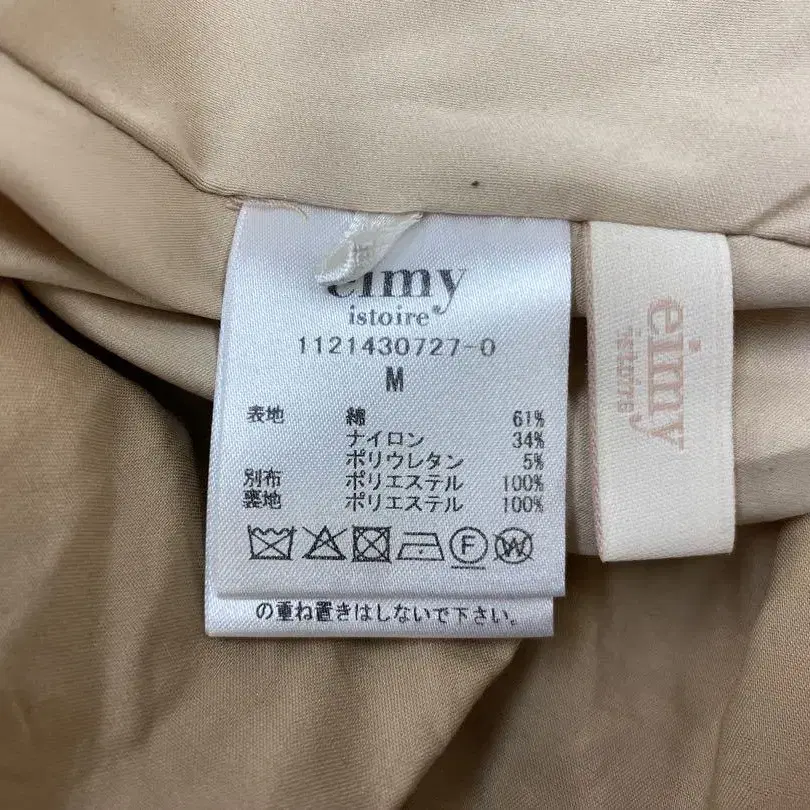 eimy
istoire
1121430727-0
M
表地 綿 61%
ナイロン 34%
ポリウレタン 5%
別布 ポリエステル 100%
裏地 ポリエステル 100%
F W
の重ね置きはしないで下さい。
eimy
istoire